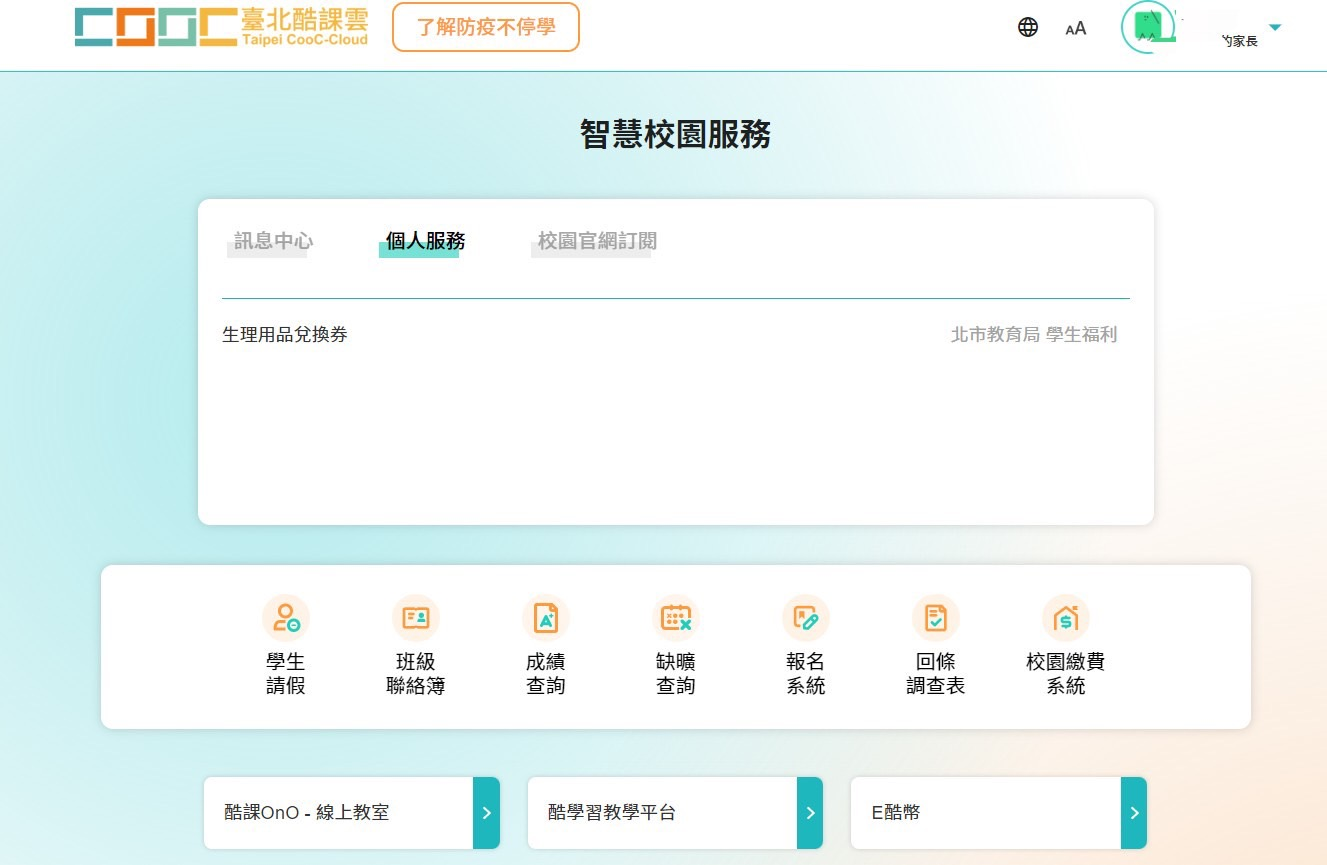 臺北酷課雲
Taipei CooC-Cloud
了解防疫不停學
AA
的家長
智慧校園服務
訊息中心
個人服務
校園官網訂閱
生理用品兌換券
北市教育局 學生福利
學生
請假
班級
聯絡簿
成績
查詢
缺曠
查詢
報名
系統
回條
調查表
校園繳費
系統
酷課OnO - 線上教室
酷學習教學平台
E酷幣